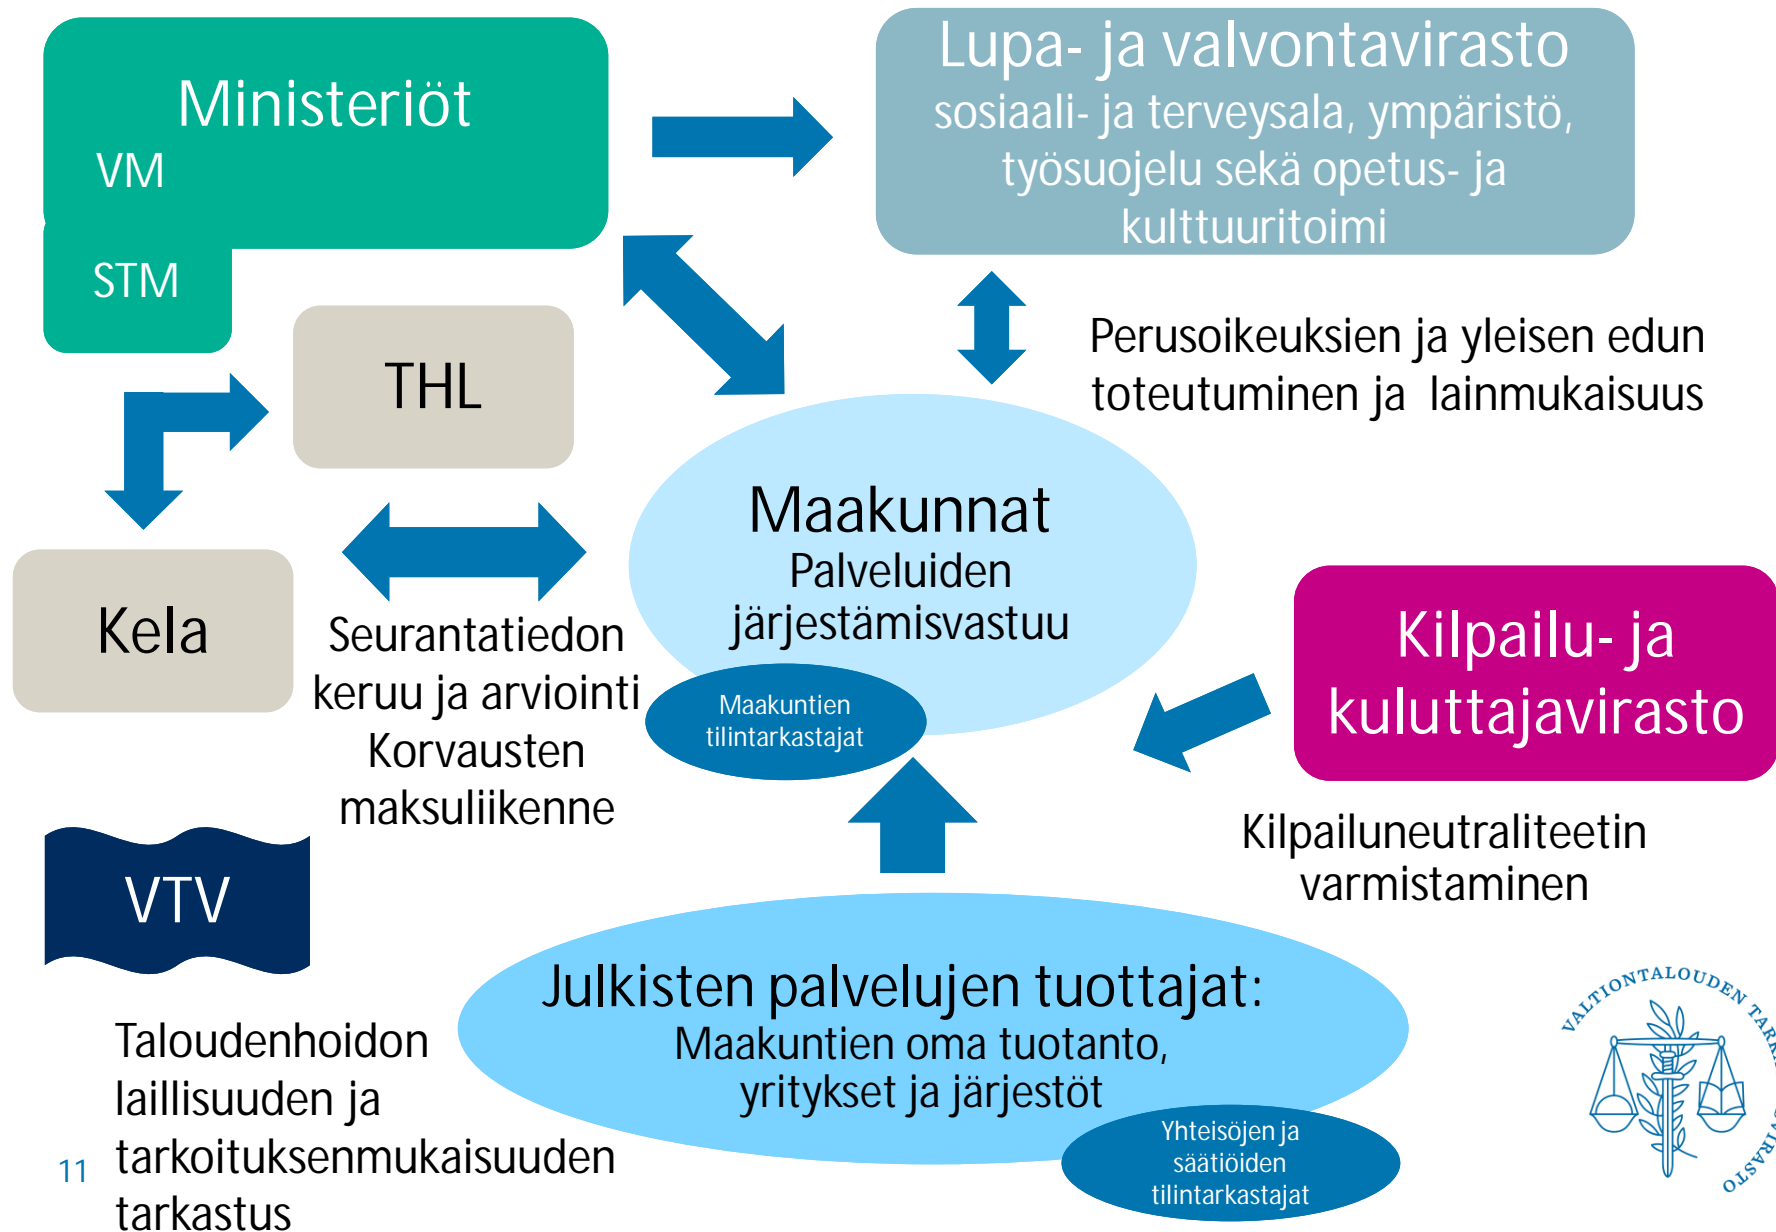 Ministeriöt
VM
STM
Lupa- ja valvontavirasto
sosiaali- ja terveysala, ympäristö,
työsuojelu sekä opetus- ja
kulttuuritoimi
THL
Perusoikeuksien ja yleisen edun
toteutuminen ja lainmukaisuus
Maakunnat
Palveluiden
järjestämisvastuu
Maakuntien
tilintarkastajat
Kela
Seurantatiedon
keruu ja arviointi
Korvausten
maksuliikenne
Kilpailu- ja
kuluttajavirasto
Kilpailuneutraliteetin
varmistaminen
VTV
Taloudenhoidon
laillisuuden ja
tarkoituksenmukaisuuden
tarkastus
Julkisten palvelujen tuottajat:
Maakuntien oma tuotanto,
yritykset ja järjestöt
Yhteisöjen ja
säätiöiden
tilintarkastajat
11
VALTIONTALOUDEN